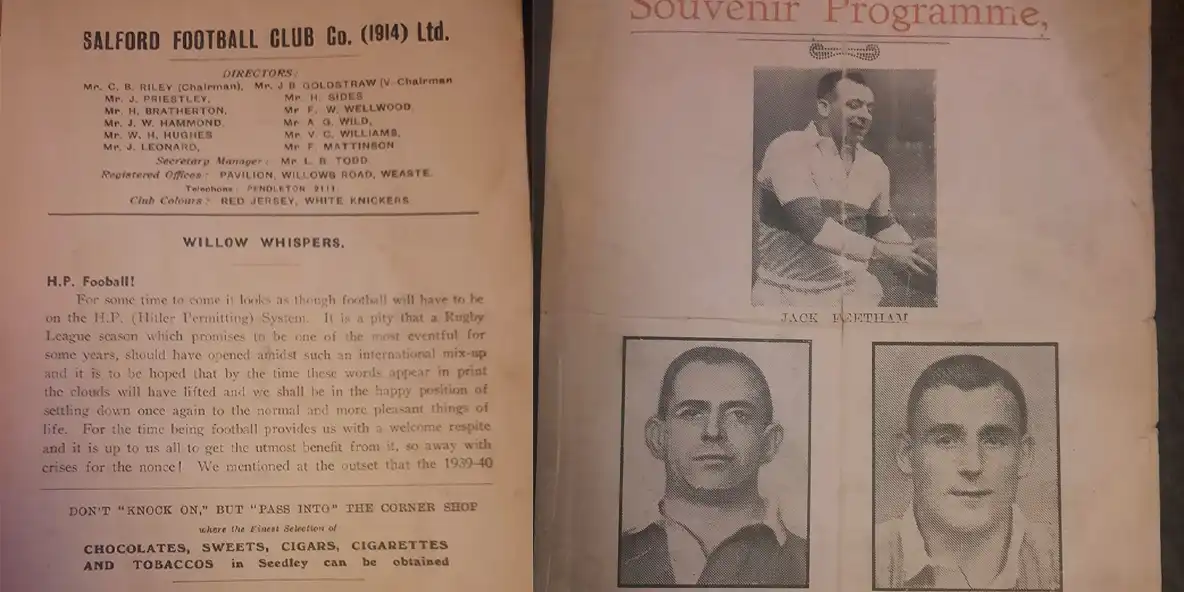 SALFORD FOOTBALL CLUB Co. (1914) Ltd.
DIRECTORS:
Mr. C. B. RILEY (Chairman), Mr. J B GOLDSTRAW (V. Chairman
Mr. J. PRIESTLEY, Mr. H. SIDES
Mr. H. BRATHERTON, Mr F. W. WELLWOOD,
Mr. J. W. HAMMOND, Mr. A G. WILD,
Mr. W. H. HUGHES Mr. V. C. WILLIAMS,
Mr. J. LEONARD, Mr. F. MATTINSON
Secretary Manager: Mr. L. B. TODD
Registered Offices: PAVILION, WILLOWS ROAD, WEASTE.
Telephone: PENDLETON 2111.
Club Colours: RED JERSEY, WHITE KNICKERS
WILLOW WHISPERS.
H.P. Fooball!
For some time to come it looks as though football will have to be
on the H.P. (Hitler Permitting) System. It is a pity that a Rugby
League season which promises to be one of the most eventful for
some years, should have opened amidst such an international mix-up
and it is to be hoped that by the time these words appear in print
the clouds will have lifted and we shall be in the happy position of
settling down once again to the normal and more pleasant things of
life. For the time being football provides us with a welcome respite
and it is up to us all to get the utmost benefit from it, so away with
crises for the nonce! We mentioned at the outset that the 1939-40
DON'T "KNOCK ON," BUT "PASS INTO" THE CORNER SHOP
where the Finest Selection of
CHOCOLATES, SWEETS, CIGARS, CIGARETTES
AND TOBACCOS in Seedley can be obtained
Souvenir Programme,
JACK FEETHAM